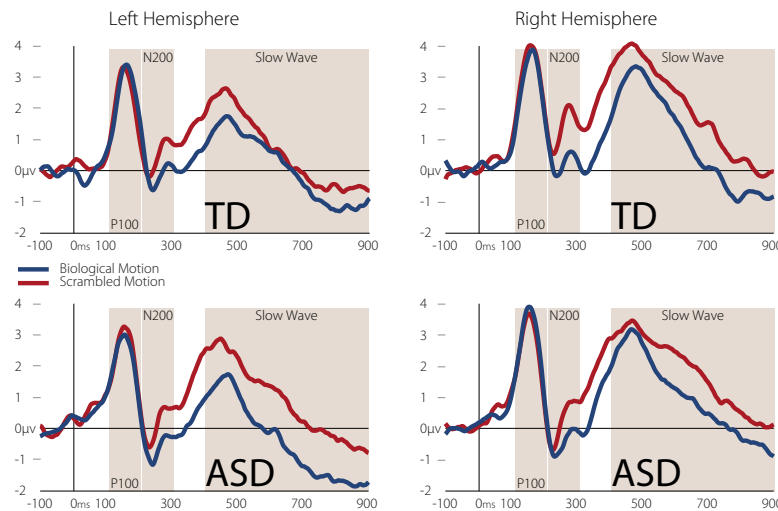 Left Hemisphere
Right Hemisphere
4
3
2
1
0µv
-1
-2
N200
Slow Wave
P100
TD
-100 0ms 100 300 500 700 900
4
3
2
1
0µv
-1
-2
N200
Slow Wave
P100
TD
-100 0ms 100 300 500 700 900
Biological Motion
Scrambled Motion
4
3
2
1
0µv
-1
-2
N200
Slow Wave
P100
ASD
-100 0ms 100 300 500 700 900
4
3
2
1
0µv
-1
-2
N200
Slow Wave
P100
ASD
-100 0ms 100 300 500 700 900